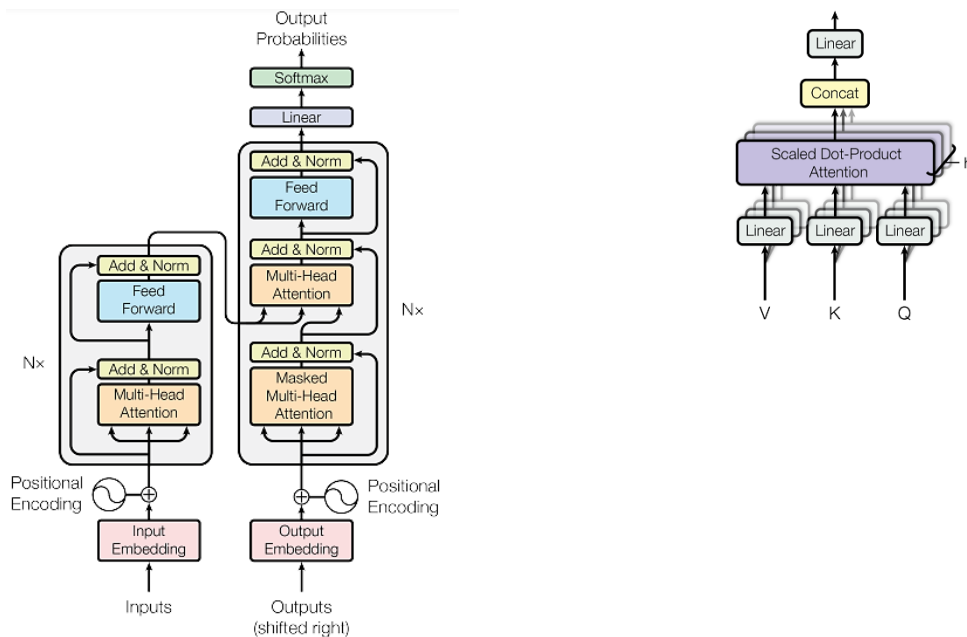 Output
Probabilities
Softmax
Linear
Add & Norm
Feed
Forward
Add & Norm
Multi-Head
Attention
N×
Add & Norm
Masked
Multi-Head
Attention
Add & Norm
Feed
Forward
N×
Add & Norm
Multi-Head
Attention
Positional
Encoding
Positional
Encoding
Input
Embedding
Output
Embedding
Inputs
Outputs
(shifted right)
Linear
Concat
Scaled Dot-Product
Attention
Linear
Linear
Linear
V
K
Q